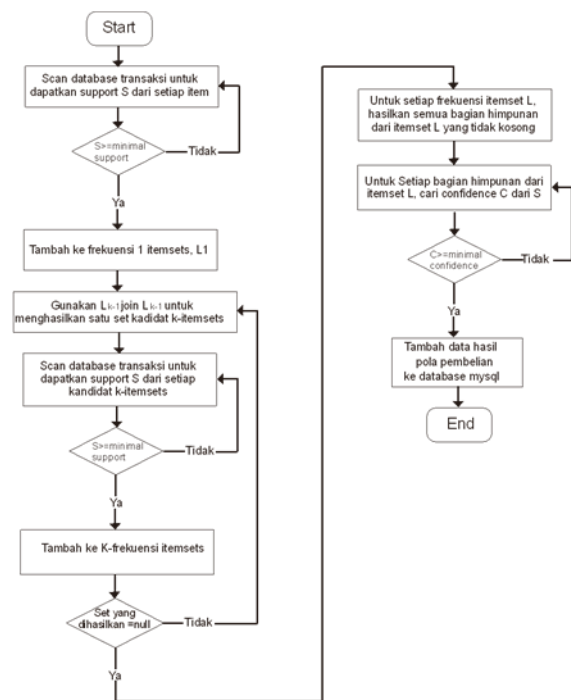 Start
Scan database transaksi untuk
dapatkan support S dari setiap item
S>=minimal
support
Tidak
Ya
Tambah ke frekuensi 1 itemsets, L1
Gunakan Lk-1 join Lk-1 untuk
menghasilkan satu set kadidat k-itemsets
Scan database transaksi untuk
dapatkan support S dari setiap
kandidat k-itemsets
S>=minimal
support
Tidak
Ya
Tambah ke K-frekuensi itemsets
Set yang
dihasilkan =null
Tidak
Ya
Untuk setiap frekuensi itemset L,
hasilkan semua bagian himpunan
dari itemset L yang tidak kosong
Untuk Setiap bagian himpunan dari
itemset L, cari confidence C dari S
C>=minimal
confidence
Tidak
Ya
Tambah data hasil
pola pembelian
ke database mysql
End